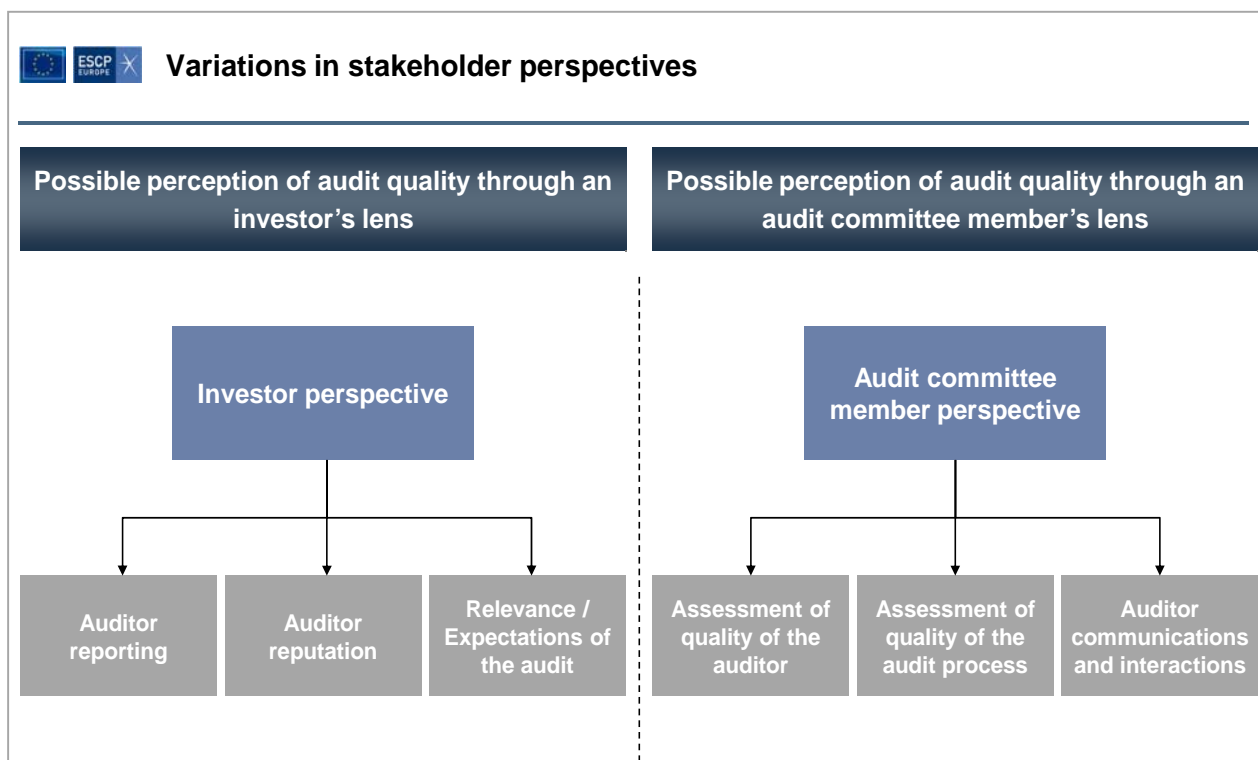 ESCP
EUROPE
Variations in stakeholder perspectives
Possible perception of audit quality through an
investor’s lens
Possible perception of audit quality through an
audit committee member’s lens
Investor perspective
Audit committee
member perspective
Auditor
reporting
Auditor
reputation
Relevance /
Expectations of
the audit
Assessment of
quality of the
auditor
Assessment of
quality of the
audit process
Auditor
communications
and interactions